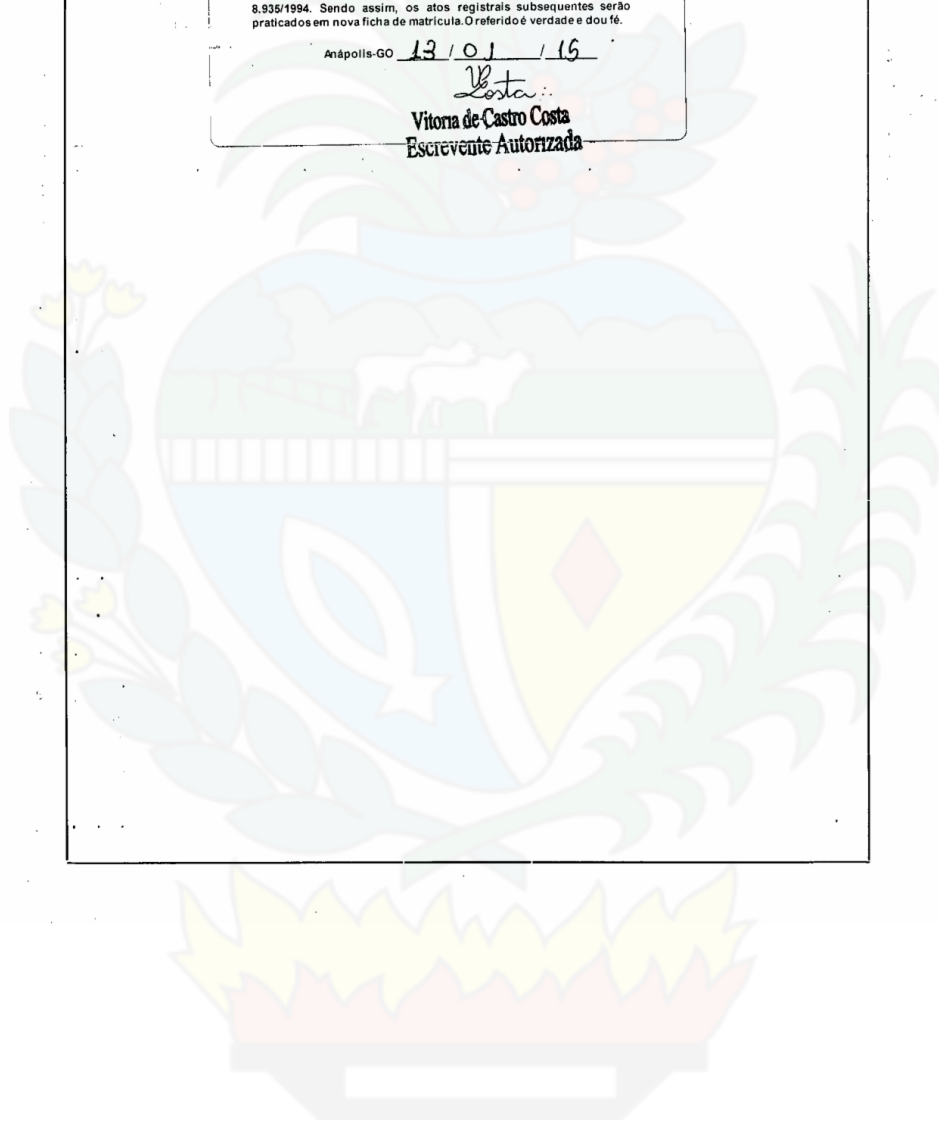 8.935/1994. Sendo assim, os atos registrais subsequentes serão
praticados em nova ficha de matrícula. O referido é verdade e dou fé.
Anápolis-GO 13 / 01 / 15
Costa
Vitoria de Castro Costa
Escrevente Autorizada